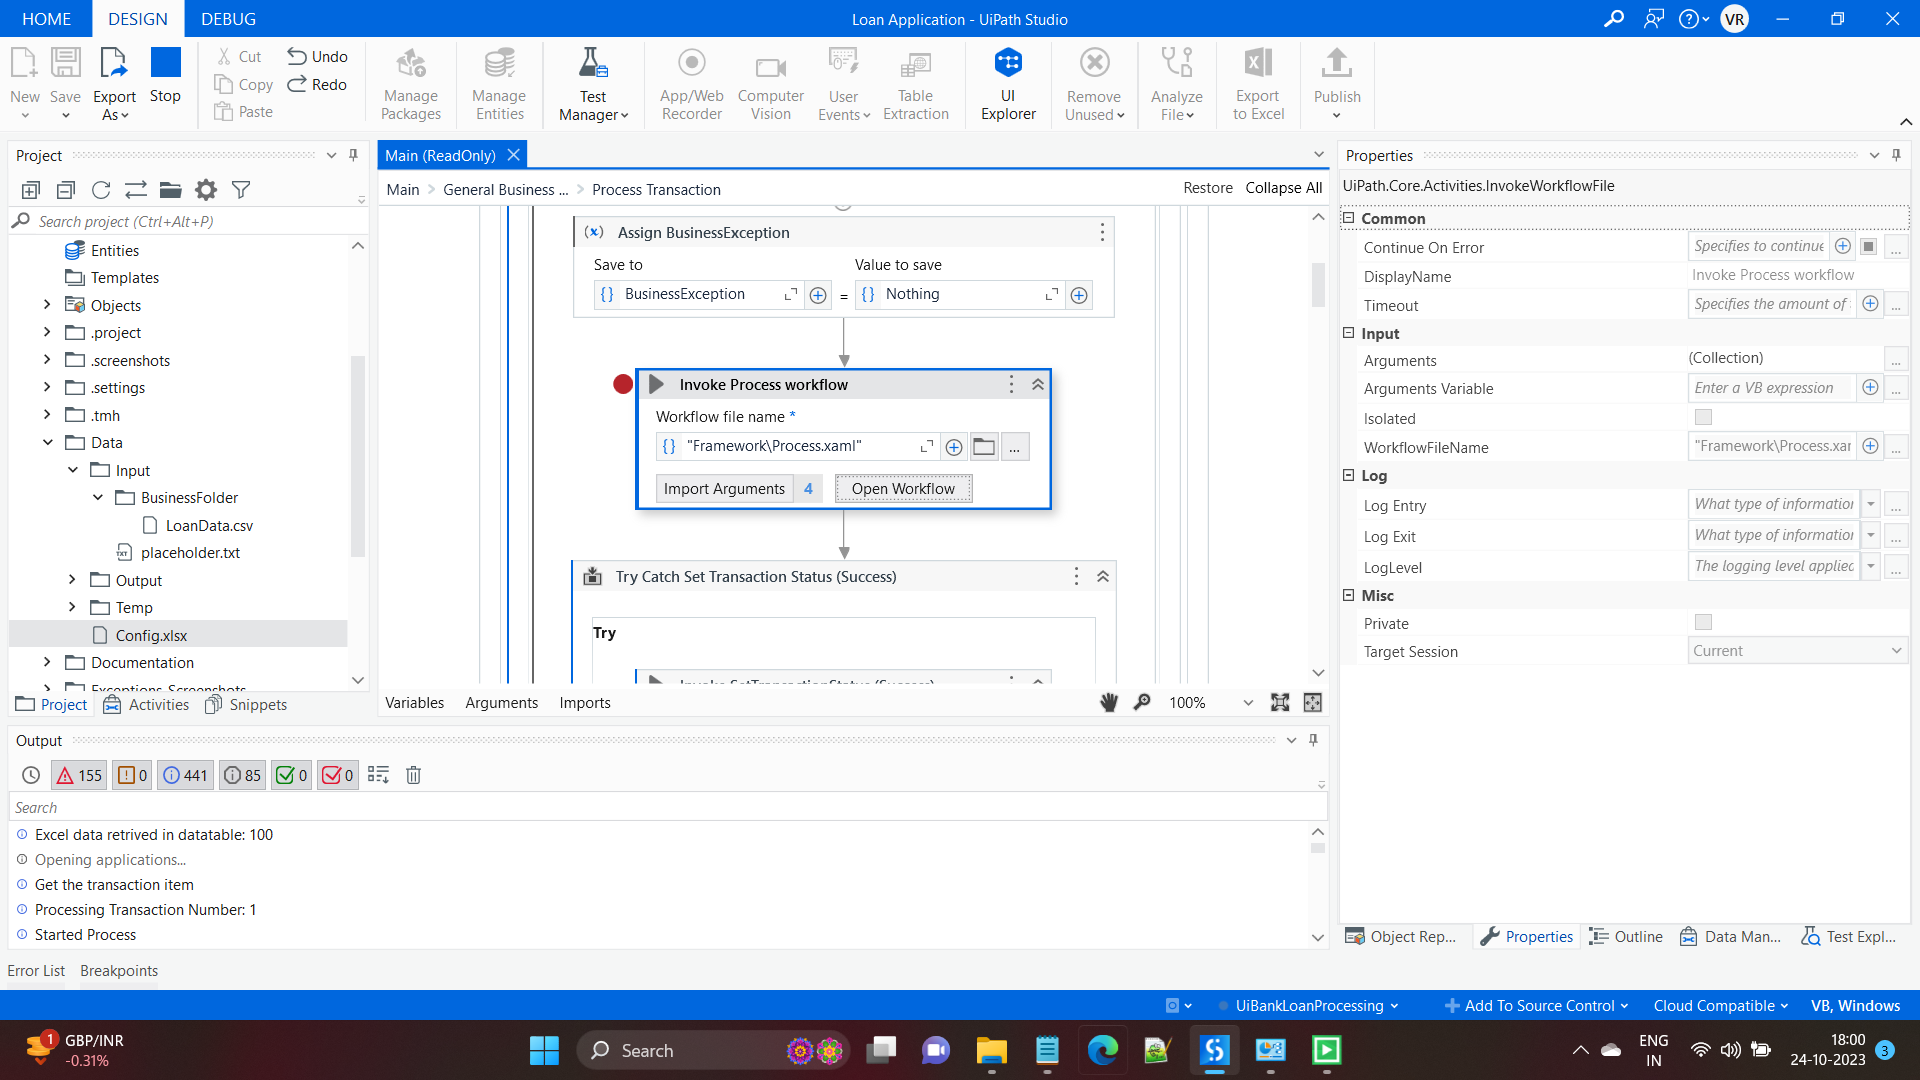 HOME DESIGN DEBUG
Loan Application - UiPath Studio
VR
New Save Export As Stop
Cut Copy Paste
Undo Redo
Manage Packages
Manage Entities
Test Manager
App/Web Recorder
Computer Vision
User Events
Table Extraction
UI Explorer
Remove Unused
Analyze File
Export to Excel
Publish
Project
Search project (Ctrl+Alt+P)
Entities
Templates
Objects
.project
.screenshots
.settings
.tmh
Data
Input
BusinessFolder
LoanData.csv
TXT placeholder.txt
Output
Temp
Config.xlsx
Documentation
Exceptions_Screenshots
Project Activities Snippets
Main (ReadOnly)
Main > General Business ... > Process Transaction
Restore Collapse All
(x) Assign BusinessException
Save to Value to save
{} BusinessException = {} Nothing
Invoke Process workflow
Workflow file name *
{} "Framework\Process.xaml" ...
Import Arguments 4 Open Workflow
Try Catch Set Transaction Status (Success)
Try
Invoke SetTransactionStatus (Success)
Variables Arguments Imports
100%
Properties
UiPath.Core.Activities.InvokeWorkflowFile
Common
Continue On Error Specifies to continue ...
DisplayName Invoke Process workflow
Timeout Specifies the amount of ...
Input
Arguments (Collection) ...
Arguments Variable Enter a VB expression ...
Isolated
WorkflowFileName "Framework\Process.xar ...
Log
Log Entry What type of information ...
Log Exit What type of information ...
LogLevel The logging level applied ...
Misc
Private
Target Session Current
Object Rep... Properties Outline Data Man... Test Expl...
Output
155 0 441 85 0 0
Search
Excel data retrived in datatable: 100
Opening applications...
Get the transaction item
Processing Transaction Number: 1
Started Process
Error List Breakpoints
UiBankLoanProcessing Add To Source Control Cloud Compatible VB, Windows
1 GBP/INR
-0.31%
Search
ENG
IN
18:00
24-10-2023
3